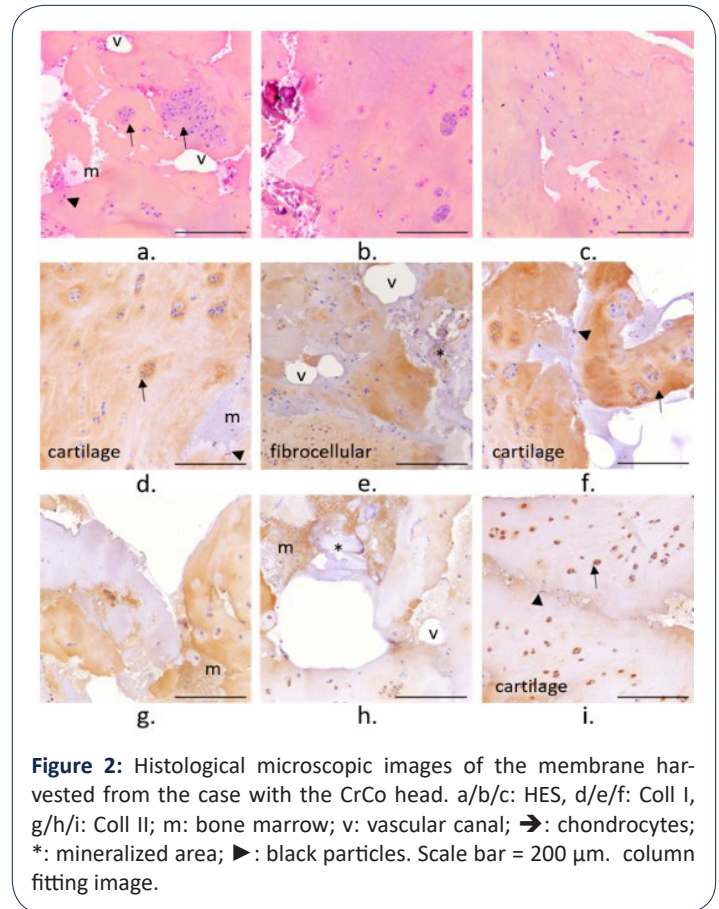 v
v
m
a.
b.
c.
m
cartilage
d.
v
*
v
fibrocellular
e.
cartilage
f.
m
g.
m
*
v
h.
cartilage
i.
Figure 2: Histological microscopic images of the membrane har-
vested from the case with the CrCo head. a/b/c: HES, d/e/f: Coll I,
g/h/i: Coll II; m: bone marrow; v: vascular canal; ➔: chondrocytes;
*: mineralized area; ►: black particles. Scale bar = 200 µm. column
fitting image.